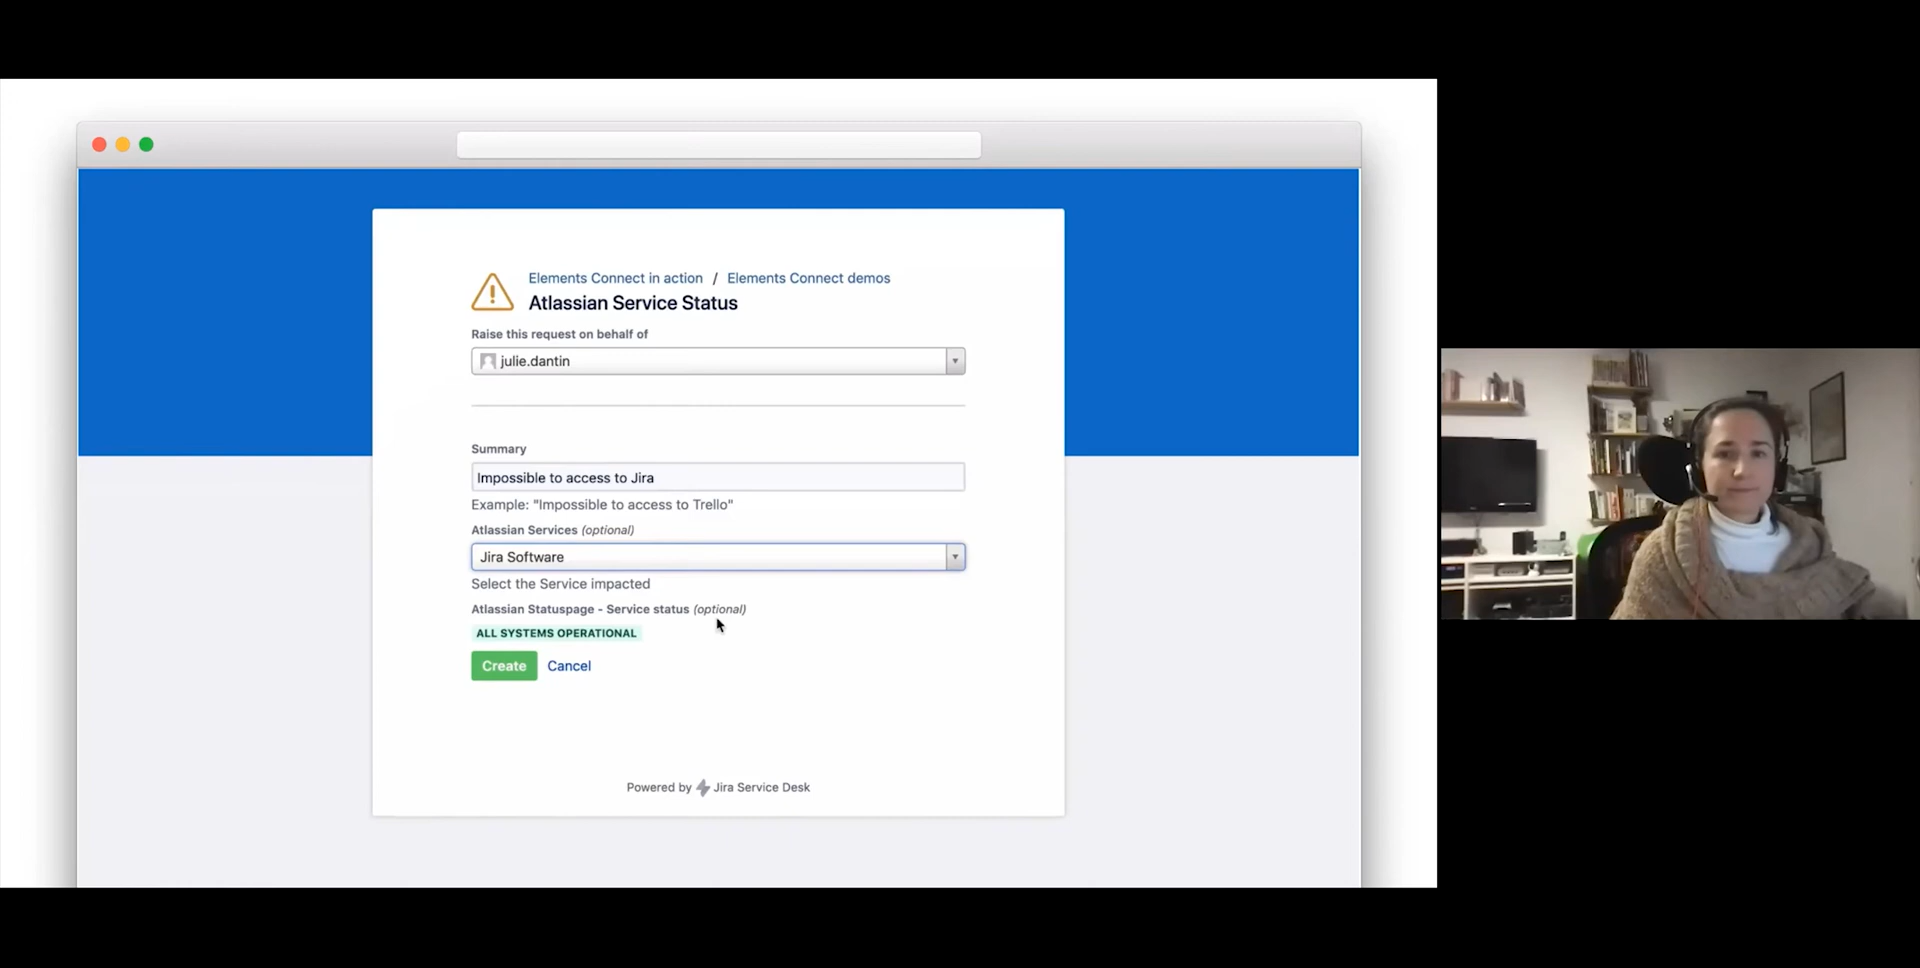 Elements Connect in action / Elements Connect demos
Atlassian Service Status
Raise this request on behalf of
julie.dantin
Summary
Impossible to access to Jira
Example: "Impossible to access to Trello"
Atlassian Services (optional)
Jira Software
Select the Service impacted
Atlassian Statuspage - Service status (optional)
ALL SYSTEMS OPERATIONAL
Create Cancel
Powered by Jira Service Desk